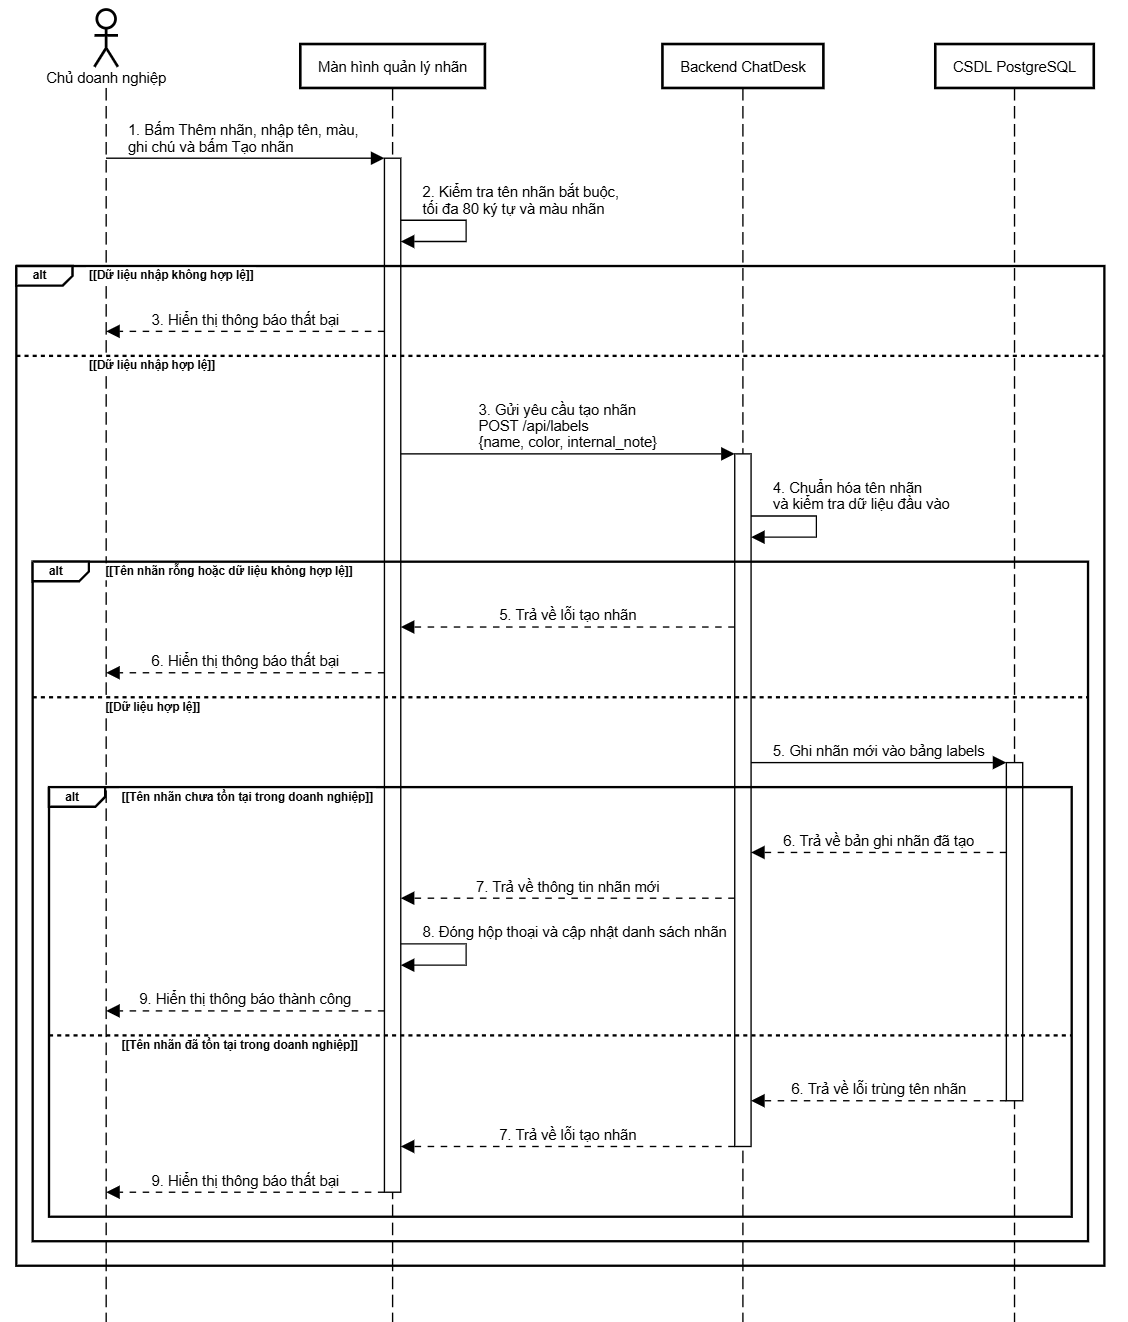 Chủ doanh nghiệp
Màn hình quản lý nhãn
Backend ChatDesk
CSDL PostgreSQL
1. Bấm Thêm nhãn, nhập tên, màu,
ghi chú và bấm Tạo nhãn
2. Kiểm tra tên nhãn bắt buộc,
tối đa 80 ký tự và màu nhãn
alt
[[Dữ liệu nhập không hợp lệ]]
3. Hiển thị thông báo thất bại
[[Dữ liệu nhập hợp lệ]]
3. Gửi yêu cầu tạo nhãn
POST /api/labels
{name, color, internal_note}
4. Chuẩn hóa tên nhãn
và kiểm tra dữ liệu đầu vào
alt
[[Tên nhãn rỗng hoặc dữ liệu không hợp lệ]]
5. Trả về lỗi tạo nhãn
6. Hiển thị thông báo thất bại
[[Dữ liệu hợp lệ]]
5. Ghi nhãn mới vào bảng labels
alt
[[Tên nhãn chưa tồn tại trong doanh nghiệp]]
6. Trả về bản ghi nhãn đã tạo
7. Trả về thông tin nhãn mới
8. Đóng hộp thoại và cập nhật danh sách nhãn
9. Hiển thị thông báo thành công
[[Tên nhãn đã tồn tại trong doanh nghiệp]]
6. Trả về lỗi trùng tên nhãn
7. Trả về lỗi tạo nhãn
9. Hiển thị thông báo thất bại